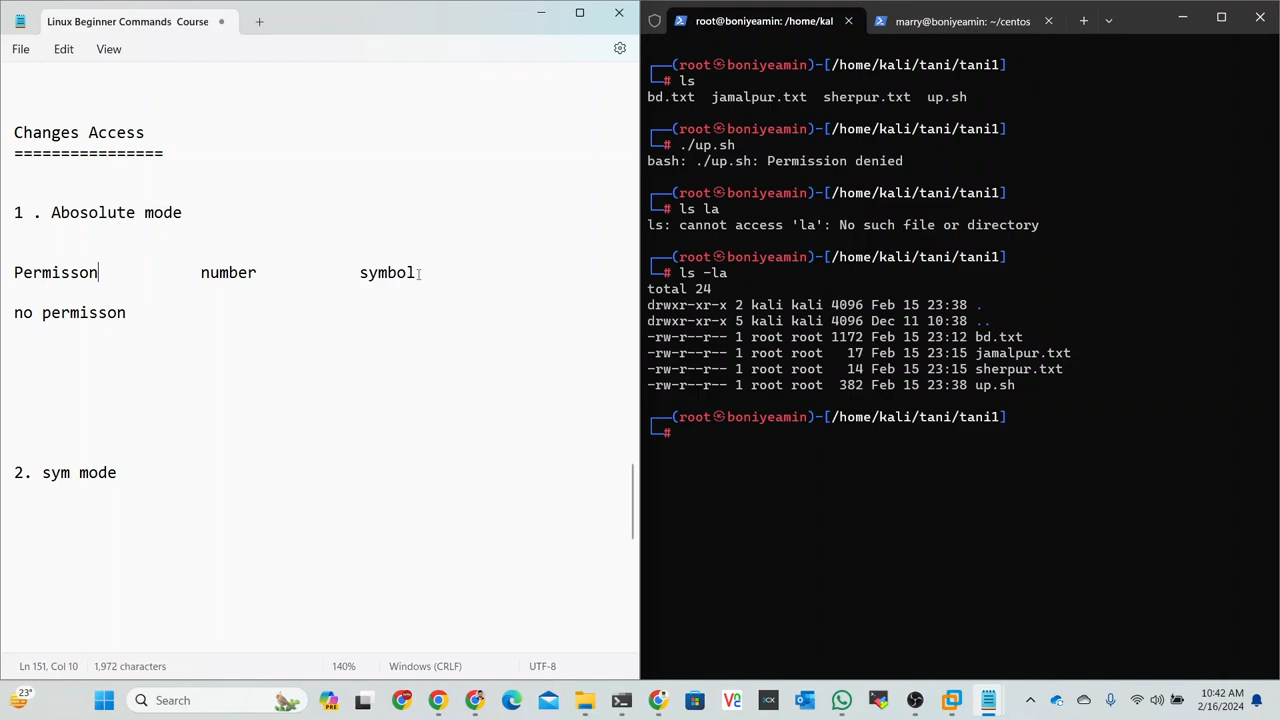 Linux Beginner Commands Course
File Edit View
Changes Access
================
1 . Abosolute mode
Permisson number symbol
no permisson
2. sym mode
Ln 151, Col 10 1,972 characters 140% Windows (CRLF) UTF-8
root@boniyeamin: /home/kal marry@boniyeamin: ~/centos
┌──(root㉿boniyeamin)-[/home/kali/tani/tani1]
└─# ls
bd.txt jamalpur.txt sherpur.txt up.sh
┌──(root㉿boniyeamin)-[/home/kali/tani/tani1]
└─# ./up.sh
bash: ./up.sh: Permission denied
┌──(root㉿boniyeamin)-[/home/kali/tani/tani1]
└─# ls la
ls: cannot access 'la': No such file or directory
┌──(root㉿boniyeamin)-[/home/kali/tani/tani1]
└─# ls -la
total 24
drwxr-xr-x 2 kali kali 4096 Feb 15 23:38 .
drwxr-xr-x 5 kali kali 4096 Dec 11 10:38 ..
-rw-r--r-- 1 root root 1172 Feb 15 23:12 bd.txt
-rw-r--r-- 1 root root 17 Feb 15 23:15 jamalpur.txt
-rw-r--r-- 1 root root 14 Feb 15 23:15 sherpur.txt
-rw-r--r-- 1 root root 382 Feb 15 23:38 up.sh
┌──(root㉿boniyeamin)-[/home/kali/tani/tani1]
└─#
23°
Search
10:42 AM
2/16/2024